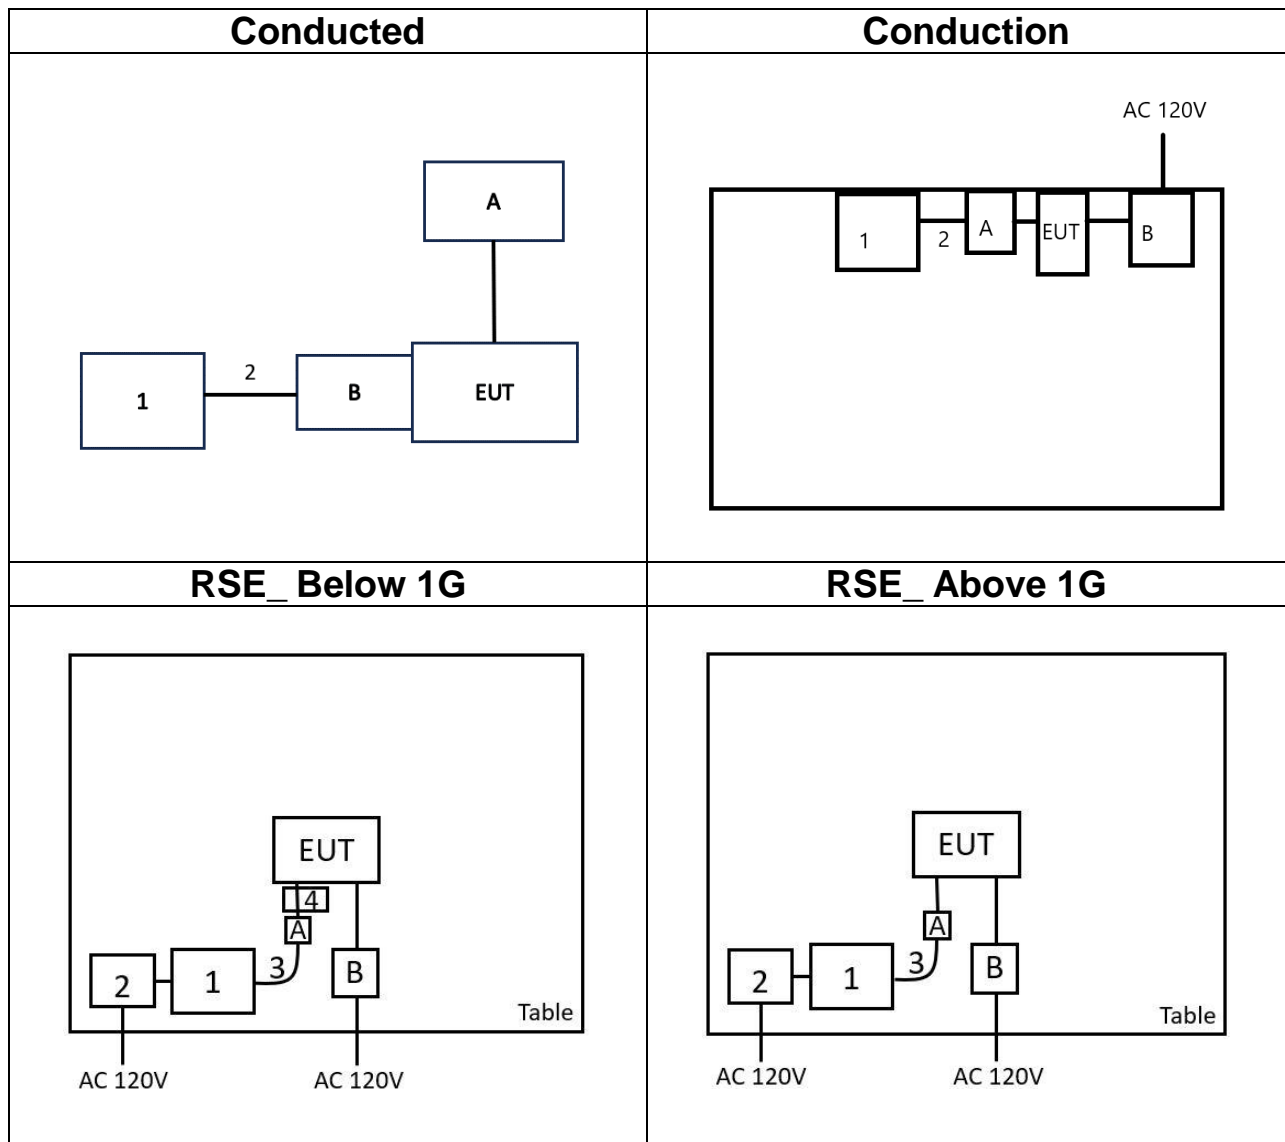 Conducted
Conduction
A
2
1
B
EUT
AC 120V
1
2
A
EUT
B
RSE_ Below 1G
RSE_ Above 1G
EUT
4
A
2
1
3
B
Table
AC 120V
AC 120V
EUT
A
2
1
3
B
Table
AC 120V
AC 120V